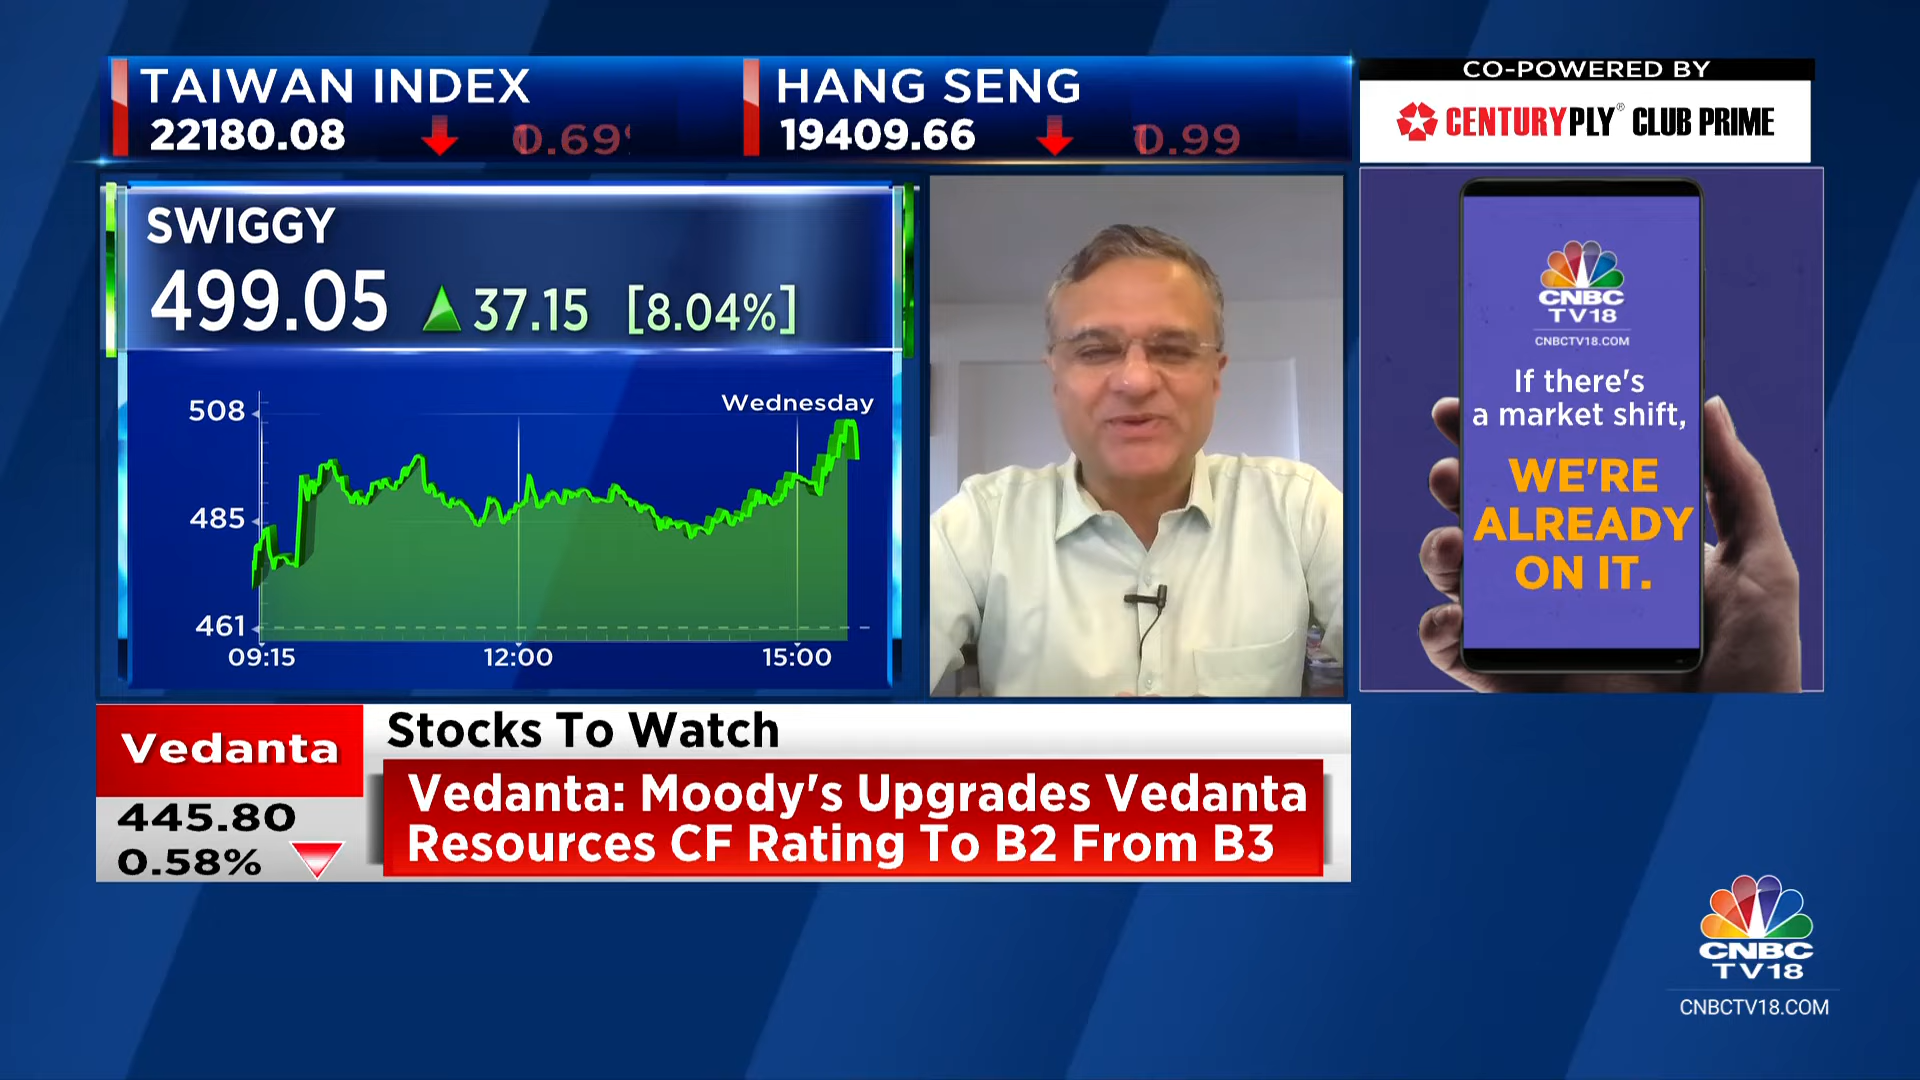 TAIWAN INDEX
22180.08
HANG SENG
19409.66 0.99
CO-POWERED BY
CENTURYPLY® CLUB PRIME
SWIGGY
499.05 37.15 [8.04%]
Wednesday
508
485
461
09:15 12:00 15:00
CNBC
TV18
CNBCTV18.COM
If there's
a market shift,
WE'RE
ALREADY
ON IT.
Vedanta
445.80
0.58%
Stocks To Watch
Vedanta: Moody's Upgrades Vedanta
Resources CF Rating To B2 From B3
CNBC
TV18
CNBCTV18.COM